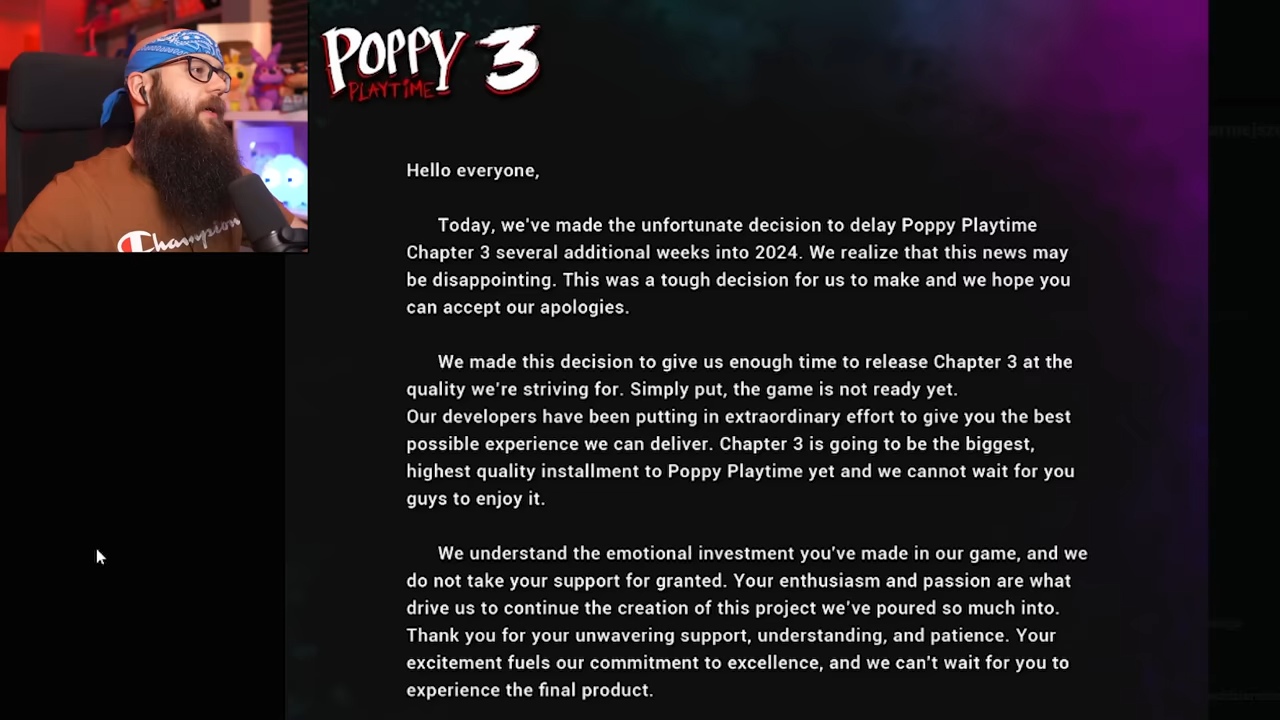 POPPY 3
PLAYTIME
Champion
Hello everyone,
Today, we've made the unfortunate decision to delay Poppy Playtime
Chapter 3 several additional weeks into 2024. We realize that this news may
be disappointing. This was a tough decision for us to make and we hope you
can accept our apologies.
We made this decision to give us enough time to release Chapter 3 at the
quality we're striving for. Simply put, the game is not ready yet.
Our developers have been putting in extraordinary effort to give you the best
possible experience we can deliver. Chapter 3 is going to be the biggest,
highest quality installment to Poppy Playtime yet and we cannot wait for you
guys to enjoy it.
We understand the emotional investment you've made in our game, and we
do not take your support for granted. Your enthusiasm and passion are what
drive us to continue the creation of this project we've poured so much into.
Thank you for your unwavering support, understanding, and patience. Your
excitement fuels our commitment to excellence, and we can't wait for you to
experience the final product.